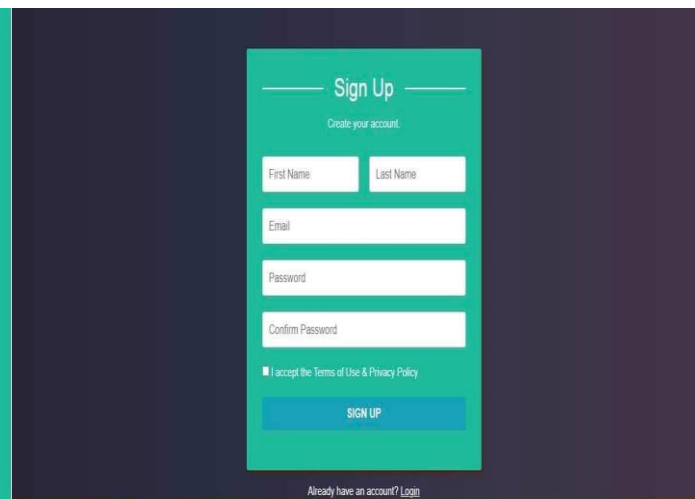 Sign Up
Create your account.
First Name Last Name
Email
Password
Confirm Password
I accept the Terms of Use & Privacy Policy
SIGN UP
Already have an account? Login